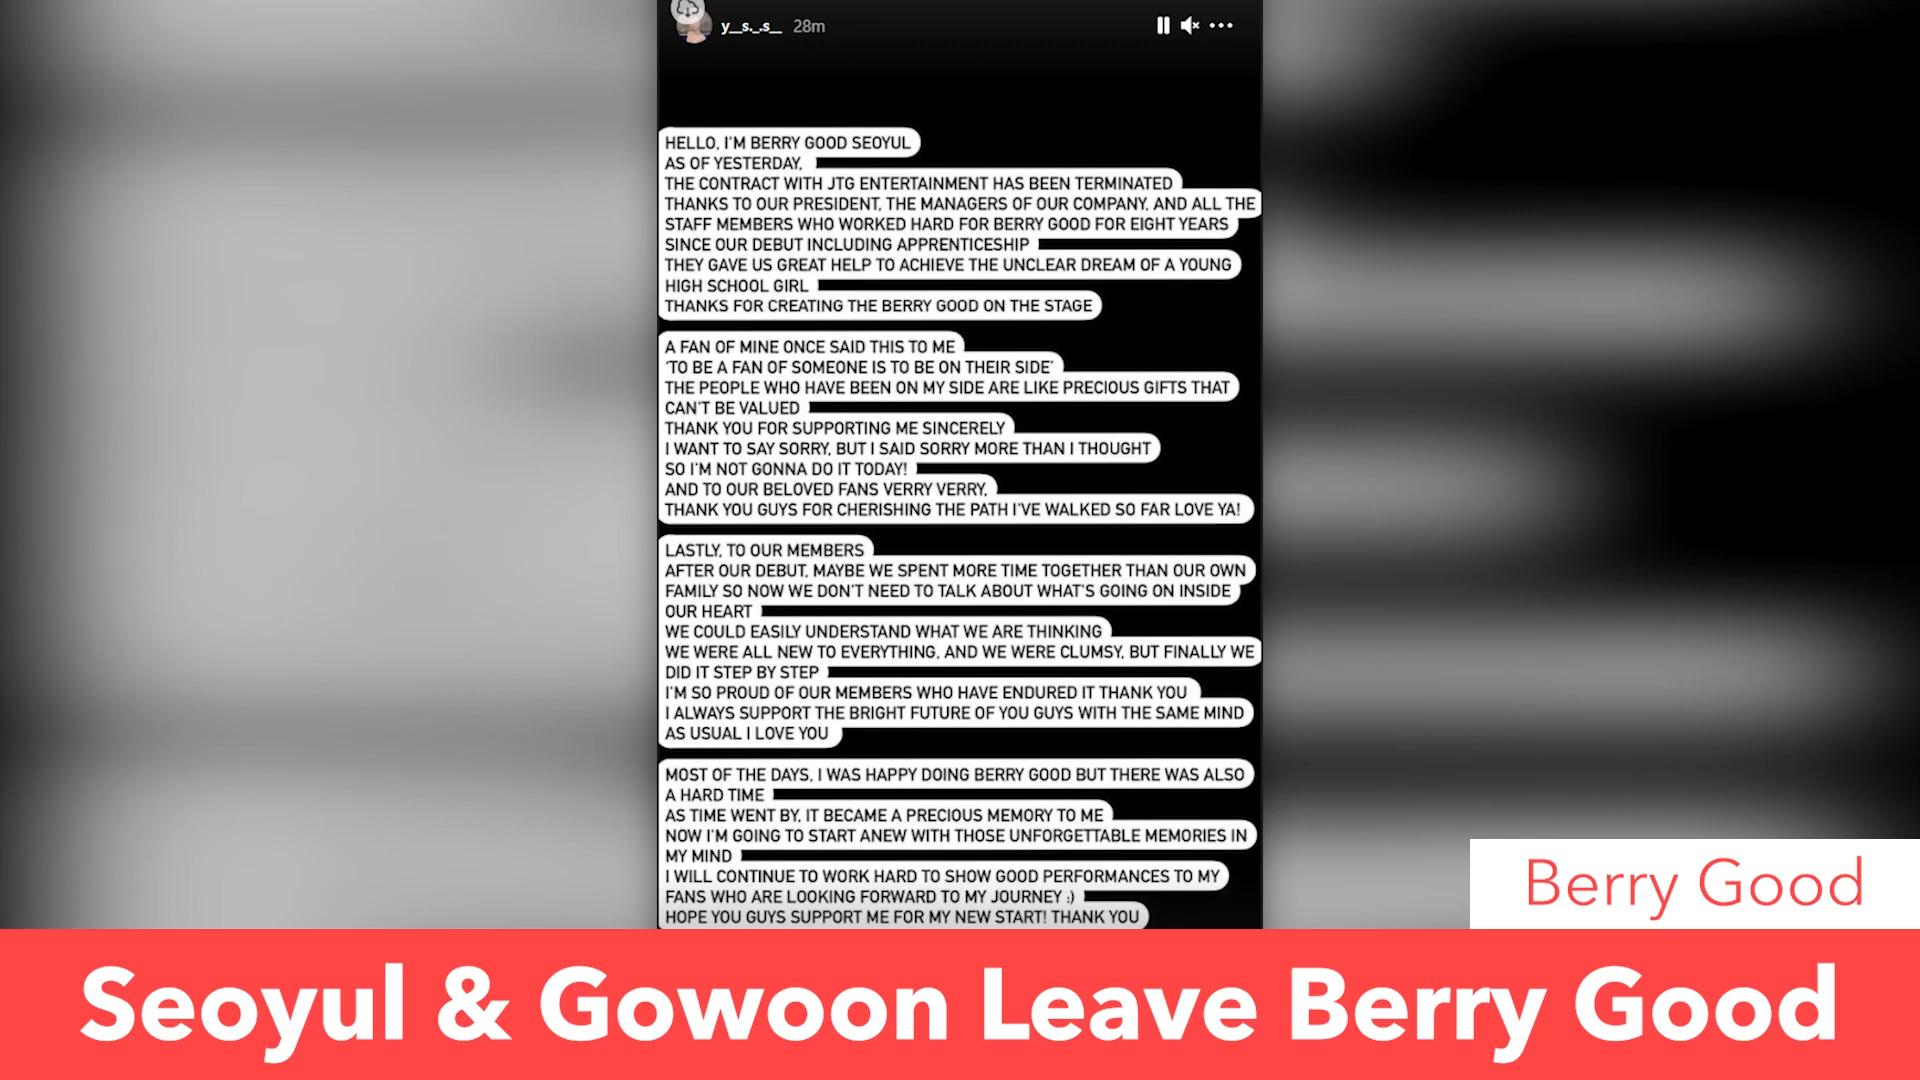 y__s._.s__ 28m
HELLO, I'M BERRY GOOD SEOYUL
AS OF YESTERDAY,
THE CONTRACT WITH JTG ENTERTAINMENT HAS BEEN TERMINATED
THANKS TO OUR PRESIDENT, THE MANAGERS OF OUR COMPANY, AND ALL THE
STAFF MEMBERS WHO WORKED HARD FOR BERRY GOOD FOR EIGHT YEARS
SINCE OUR DEBUT INCLUDING APPRENTICESHIP
THEY GAVE US GREAT HELP TO ACHIEVE THE UNCLEAR DREAM OF A YOUNG
HIGH SCHOOL GIRL
THANKS FOR CREATING THE BERRY GOOD ON THE STAGE
A FAN OF MINE ONCE SAID THIS TO ME
'TO BE A FAN OF SOMEONE IS TO BE ON THEIR SIDE'
THE PEOPLE WHO HAVE BEEN ON MY SIDE ARE LIKE PRECIOUS GIFTS THAT
CAN'T BE VALUED
THANK YOU FOR SUPPORTING ME SINCERELY
I WANT TO SAY SORRY, BUT I SAID SORRY MORE THAN I THOUGHT
SO I'M NOT GONNA DO IT TODAY!
AND TO OUR BELOVED FANS VERRY VERRY,
THANK YOU GUYS FOR CHERISHING THE PATH I'VE WALKED SO FAR LOVE YA!
LASTLY, TO OUR MEMBERS
AFTER OUR DEBUT, MAYBE WE SPENT MORE TIME TOGETHER THAN OUR OWN
FAMILY SO NOW WE DON'T NEED TO TALK ABOUT WHAT'S GOING ON INSIDE
OUR HEART
WE COULD EASILY UNDERSTAND WHAT WE ARE THINKING
WE WERE ALL NEW TO EVERYTHING, AND WE WERE CLUMSY, BUT FINALLY WE
DID IT STEP BY STEP
I'M SO PROUD OF OUR MEMBERS WHO HAVE ENDURED IT THANK YOU
I ALWAYS SUPPORT THE BRIGHT FUTURE OF YOU GUYS WITH THE SAME MIND
AS USUAL I LOVE YOU
MOST OF THE DAYS, I WAS HAPPY DOING BERRY GOOD BUT THERE WAS ALSO
A HARD TIME
AS TIME WENT BY, IT BECAME A PRECIOUS MEMORY TO ME
NOW I'M GOING TO START ANEW WITH THOSE UNFORGETTABLE MEMORIES IN
MY MIND
I WILL CONTINUE TO WORK HARD TO SHOW GOOD PERFORMANCES TO MY
FANS WHO ARE LOOKING FORWARD TO MY JOURNEY :)
HOPE YOU GUYS SUPPORT ME FOR MY NEW START! THANK YOU
Berry Good
Seoyul & Gowoon Leave Berry Good